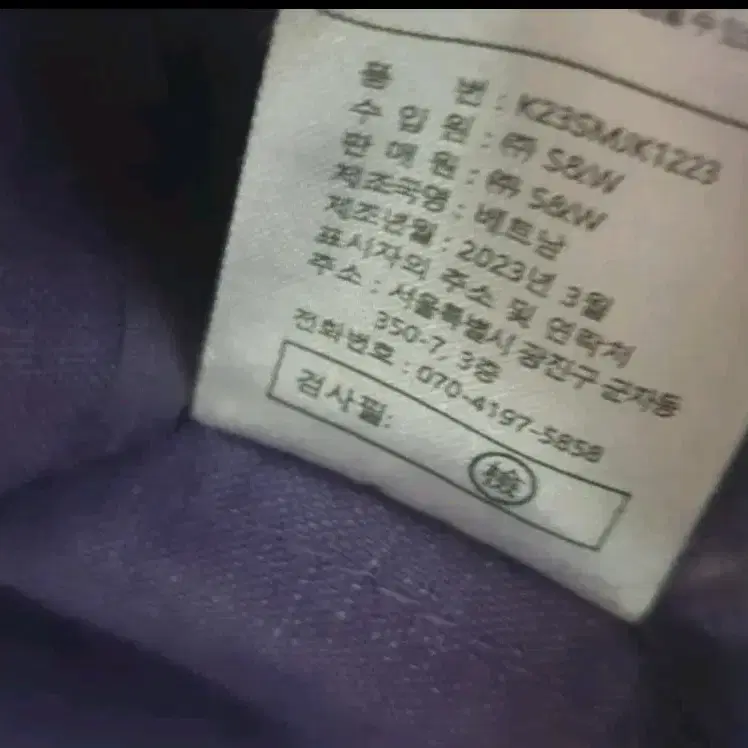 품 번 : K23SMJK1223
수 입 원 : ㈜ S&W
판 매 원 : ㈜ S&W
제조국명 : 베트남
제조년월 : 2023년 3월
표시자의 주소 및 연락처
주소 : 서울특별시 광진구 군자동
350-7, 3층
전화번호 : 070-4197-5858
검사필: 檢